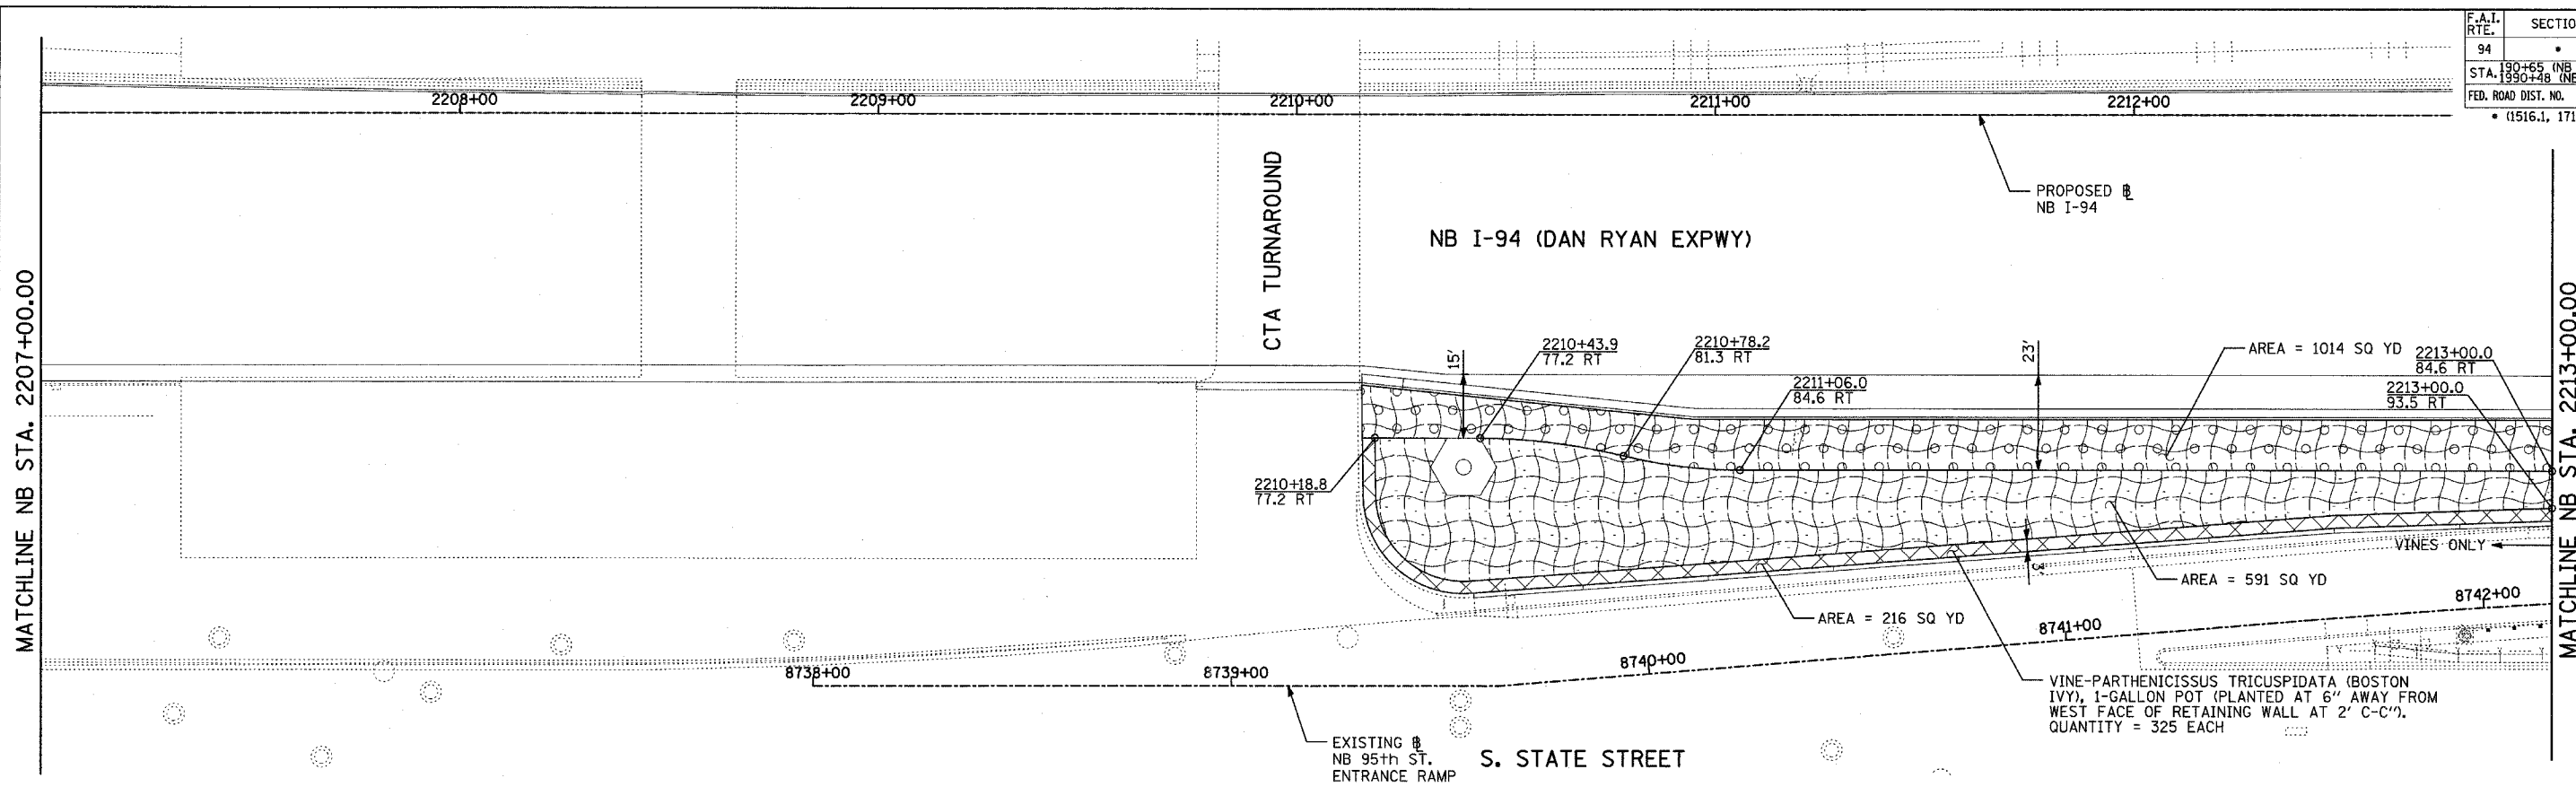 F.A.I.
RTE.
SECTIO
94
•
STA. 190+65 (NB
1990+48 (NB
FED. ROAD DIST. NO.
• (1516.1, 171
2208+00
2209+00
2210+00
2211+00
2212+00
MATCHLINE NB STA. 2207+00.00
CTA TURNAROUND
PROPOSED ℄
NB I-94
NB I-94 (DAN RYAN EXPWY)
MATCHLINE NB STA. 2213+00.00
15'
2210+43.9
77.2 RT
2210+78.2
81.3 RT
2211+06.0
84.6 RT
23'
AREA = 1014 SQ YD
2213+00.0
84.6 RT
2213+00.0
93.5 RT
2210+18.8
77.2 RT
VINES ONLY
3'
AREA = 591 SQ YD
AREA = 216 SQ YD
8738+00
8739+00
8740+00
8741+00
8742+00
VINE-PARTHENICISSUS TRICUSPIDATA (BOSTON
IVY), 1-GALLON POT (PLANTED AT 6" AWAY FROM
WEST FACE OF RETAINING WALL AT 2' C-C").
QUANTITY = 325 EACH
EXISTING ℄
NB 95th ST.
ENTRANCE RAMP
S. STATE STREET